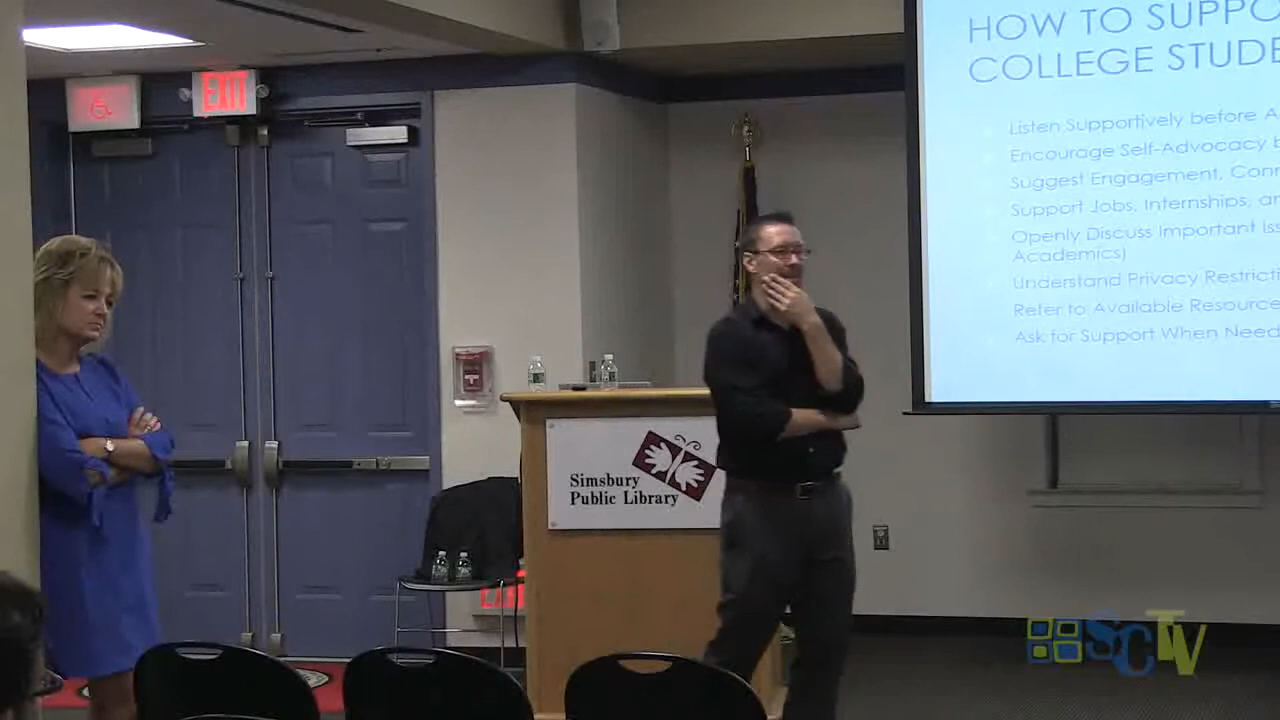 EXIT
HOW TO SUPPO
COLLEGE STUDE
Listen Supportively before A
Encourage Self-Advocacy b
Suggest Engagement, Conn
Support Jobs, Internships, an
Openly Discuss Important Iss
Academics)
Understand Privacy Restricti
Refer to Available Resource
Ask for Support When Need
Simsbury
Public Library
EXIT
SCTV